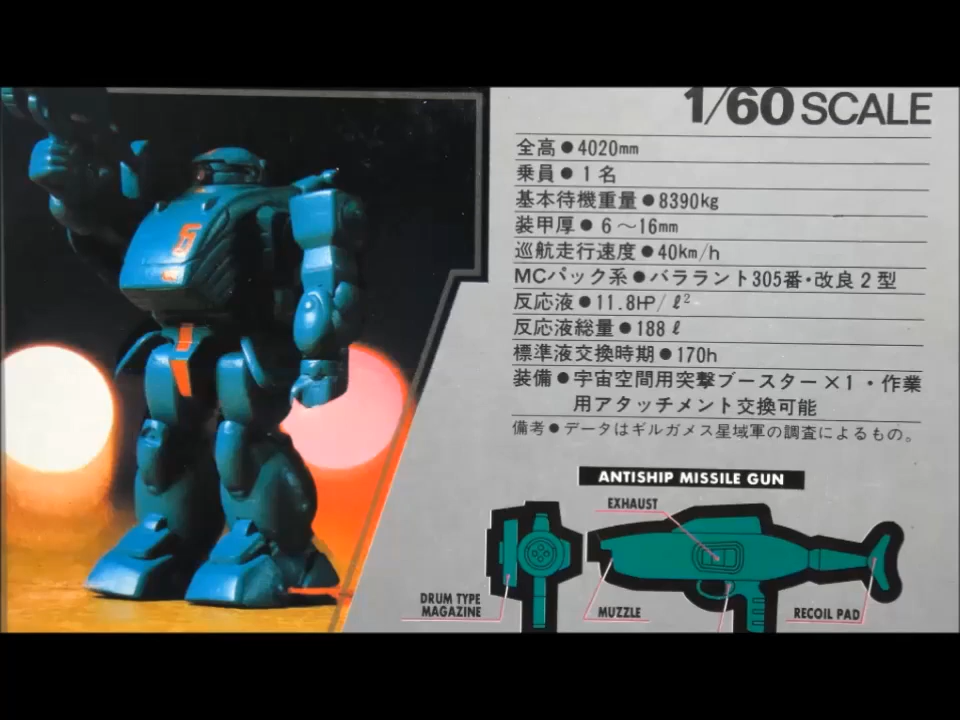 1/60 SCALE
全高●4020mm
乗員●1名
基本待機重量●8390kg
装甲厚●6～16mm
巡航走行速度●40km/h
MCパック系●バララント305番・改良2型
反応液●11.8HP/ℓ²
反応液総量●188ℓ
標準液交換時期●170h
装備●宇宙空間用突撃ブースター×1・作業
用アタッチメント交換可能
備考●データはギルガメス星域軍の調査によるもの。
ANTISHIP MISSILE GUN
EXHAUST
DRUM TYPE
MAGAZINE
MUZZLE
RECOIL PAD